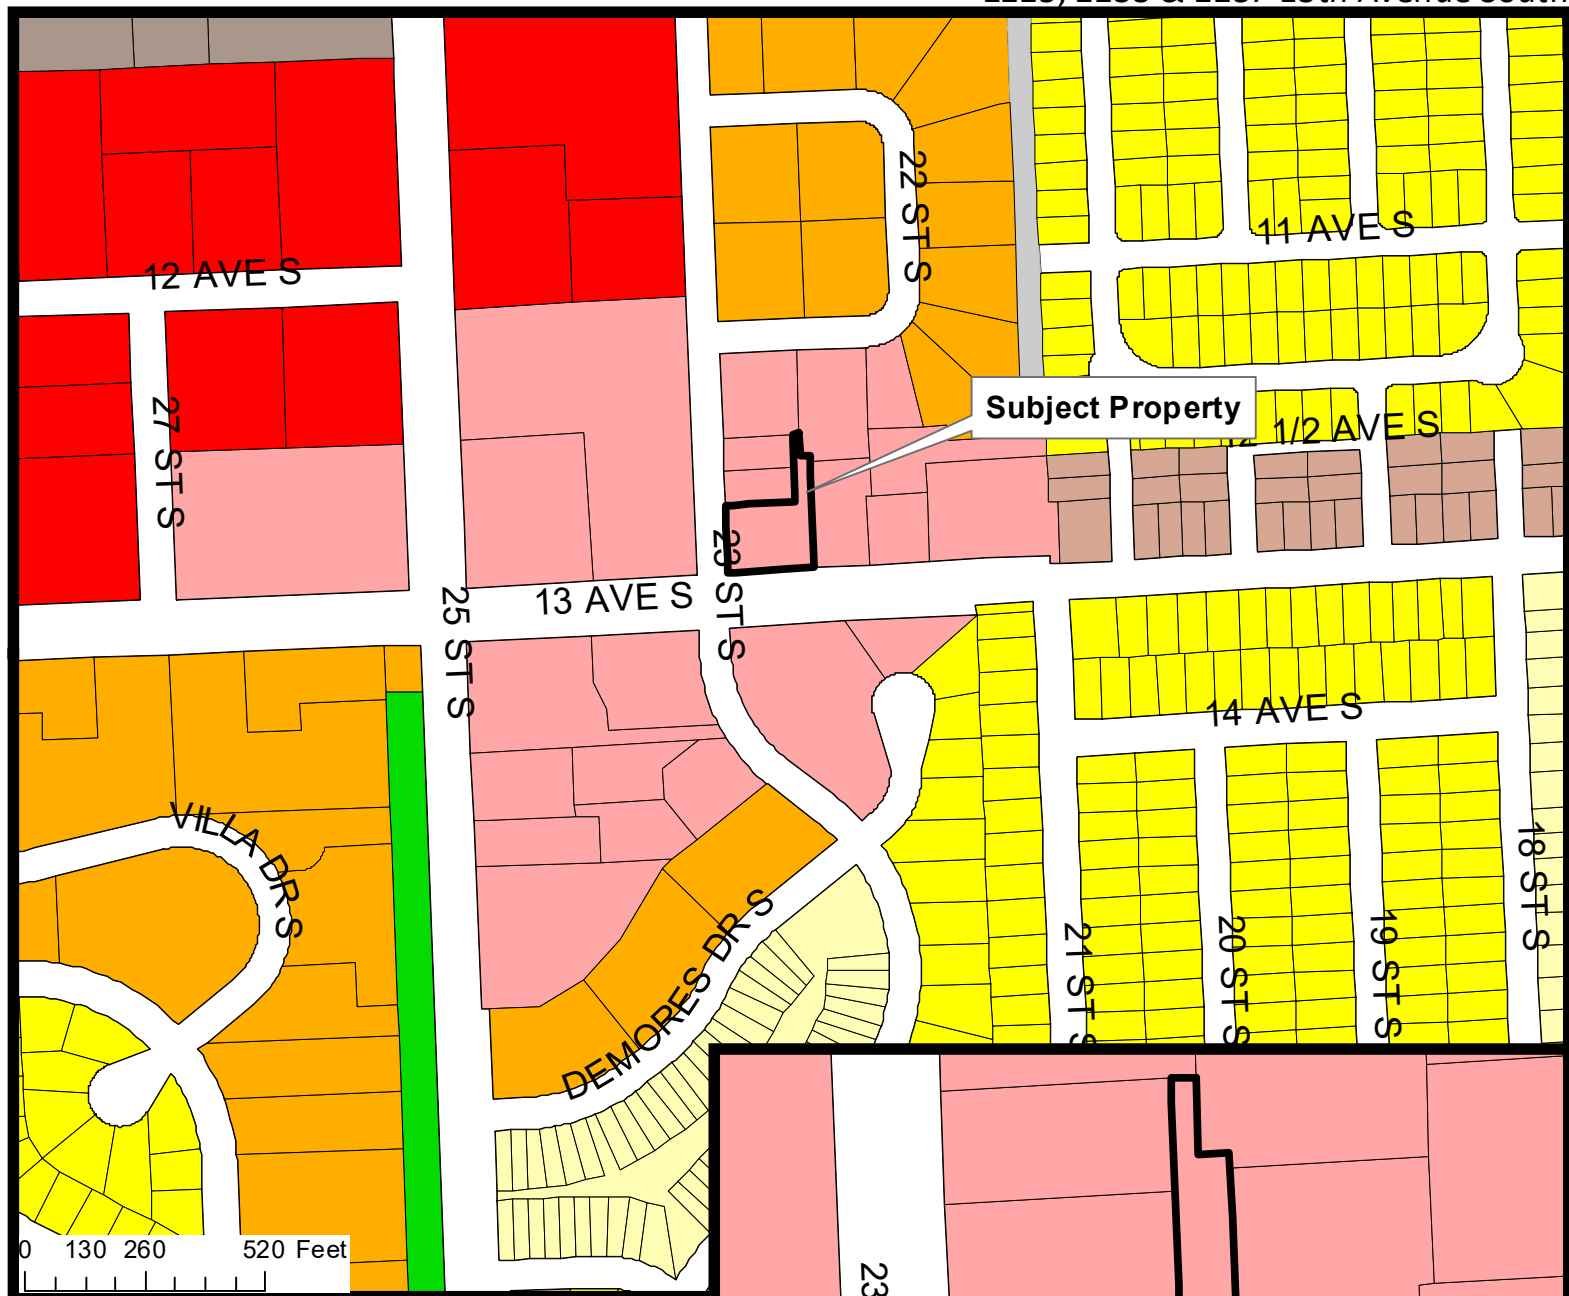 22 ST S
11 AVE S
12 AVE S
Subject Property
1/2 AVE S
27 ST S
23 ST S
13 AVE S
25 ST S
14 AVE S
VILLA DR S
18 ST S
DEMORES DR S
21 ST S
20 ST S
19 ST S
0 130 260 520 Feet
23